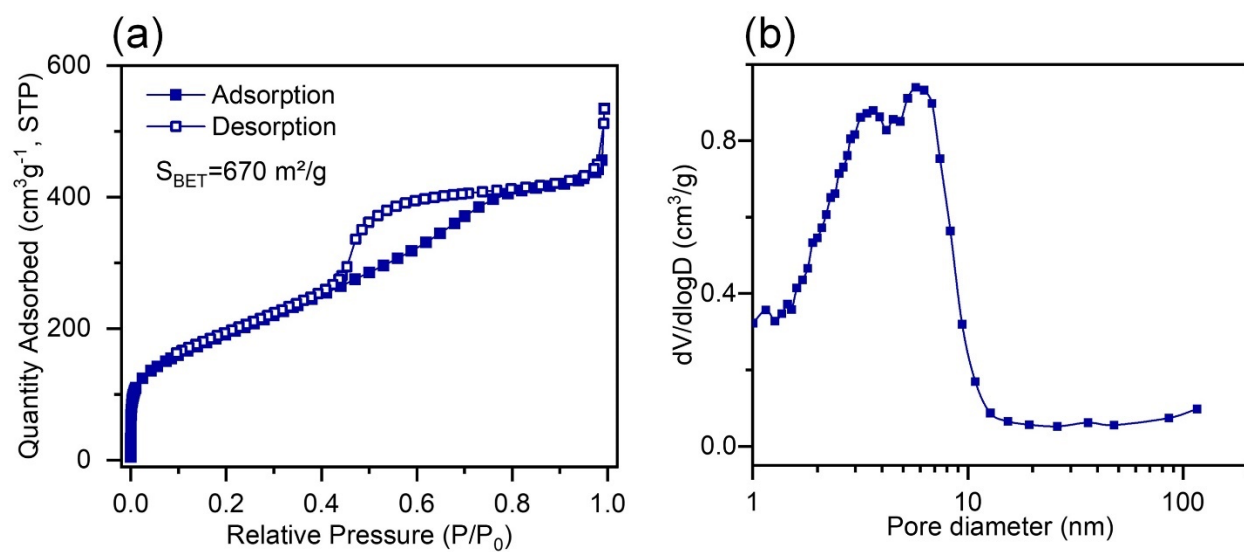 (a)
600
400
200
0
Quantity Adsorbed (cm³g⁻¹, STP)
Adsorption
Desorption
S_BET=670 m²/g
0.0 0.2 0.4 0.6 0.8 1.0
Relative Pressure (P/P₀)
(b)
0.8
0.4
0.0
dV/dlogD (cm³/g)
1 10 100
Pore diameter (nm)